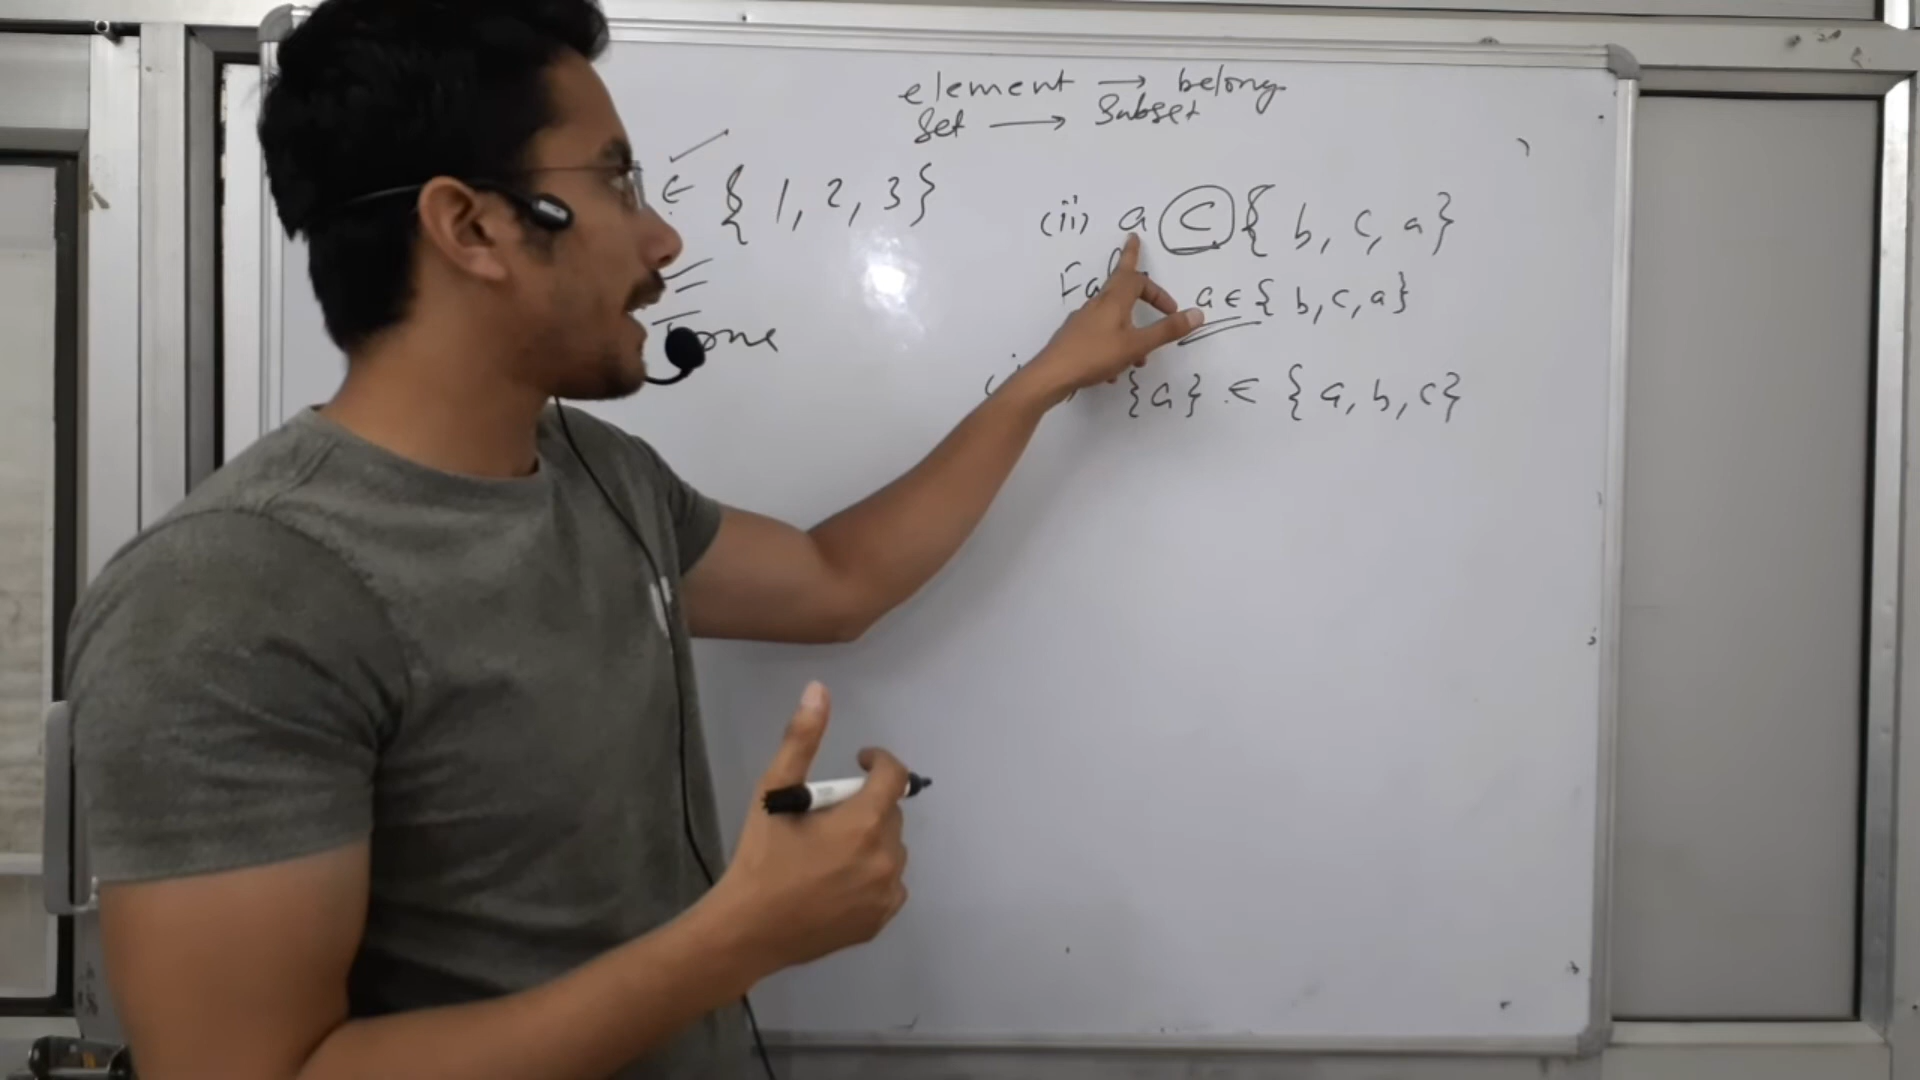 element → belong
Set → Subset
∈ { 1, 2, 3 }
(ii) a ⊂ { b, c, a }
a ∈ { b, c, a }
{a} ∈ { a, b, c }